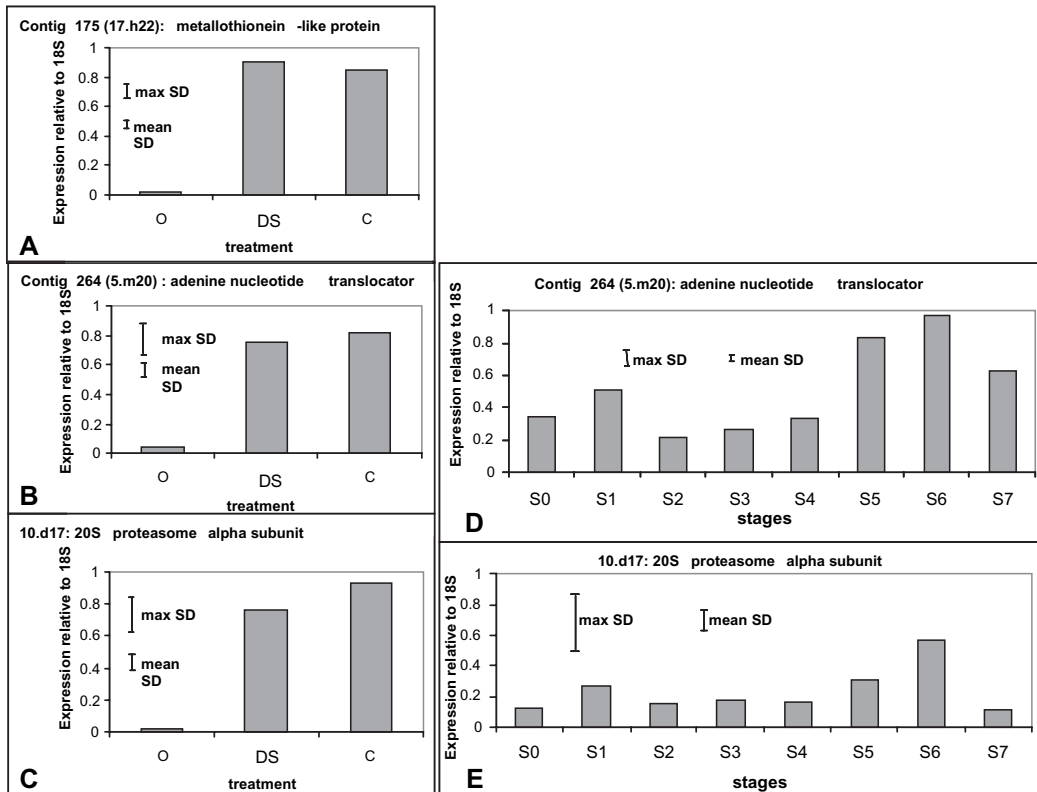 Contig 175 (17.h22): metallothionein -like protein
Expression relative to 18S
1
0.8
0.6
0.4
0.2
0
max SD
mean
SD
O DS C
treatment
A
Contig 264 (5.m20) : adenine nucleotide translocator
Expression relative to 18S
1
0.8
0.6
0.4
0.2
0
max SD
mean
SD
O DS C
treatment
B
10.d17: 20S proteasome alpha subunit
Expression relative to 18S
1
0.8
0.6
0.4
0.2
0
max SD
mean
SD
O DS C
treatment
C
Contig 264 (5.m20): adenine nucleotide translocator
Expression relative to 18S
1
0.8
0.6
0.4
0.2
0
max SD mean SD
S0 S1 S2 S3 S4 S5 S6 S7
stages
D
10.d17: 20S proteasome alpha subunit
Expression relative to 18S
1
0.8
0.6
0.4
0.2
0
max SD mean SD
S0 S1 S2 S3 S4 S5 S6 S7
stages
E